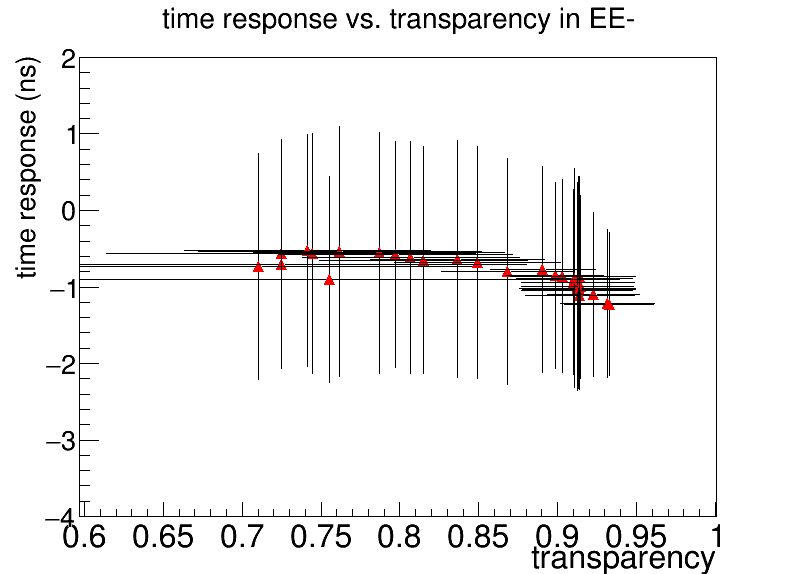 time response vs. transparency in EE-
time response (ns)
2
1
0
−1
−2
−3
−4
0.6 0.65 0.7 0.75 0.8 0.85 0.9 0.95 1
transparency